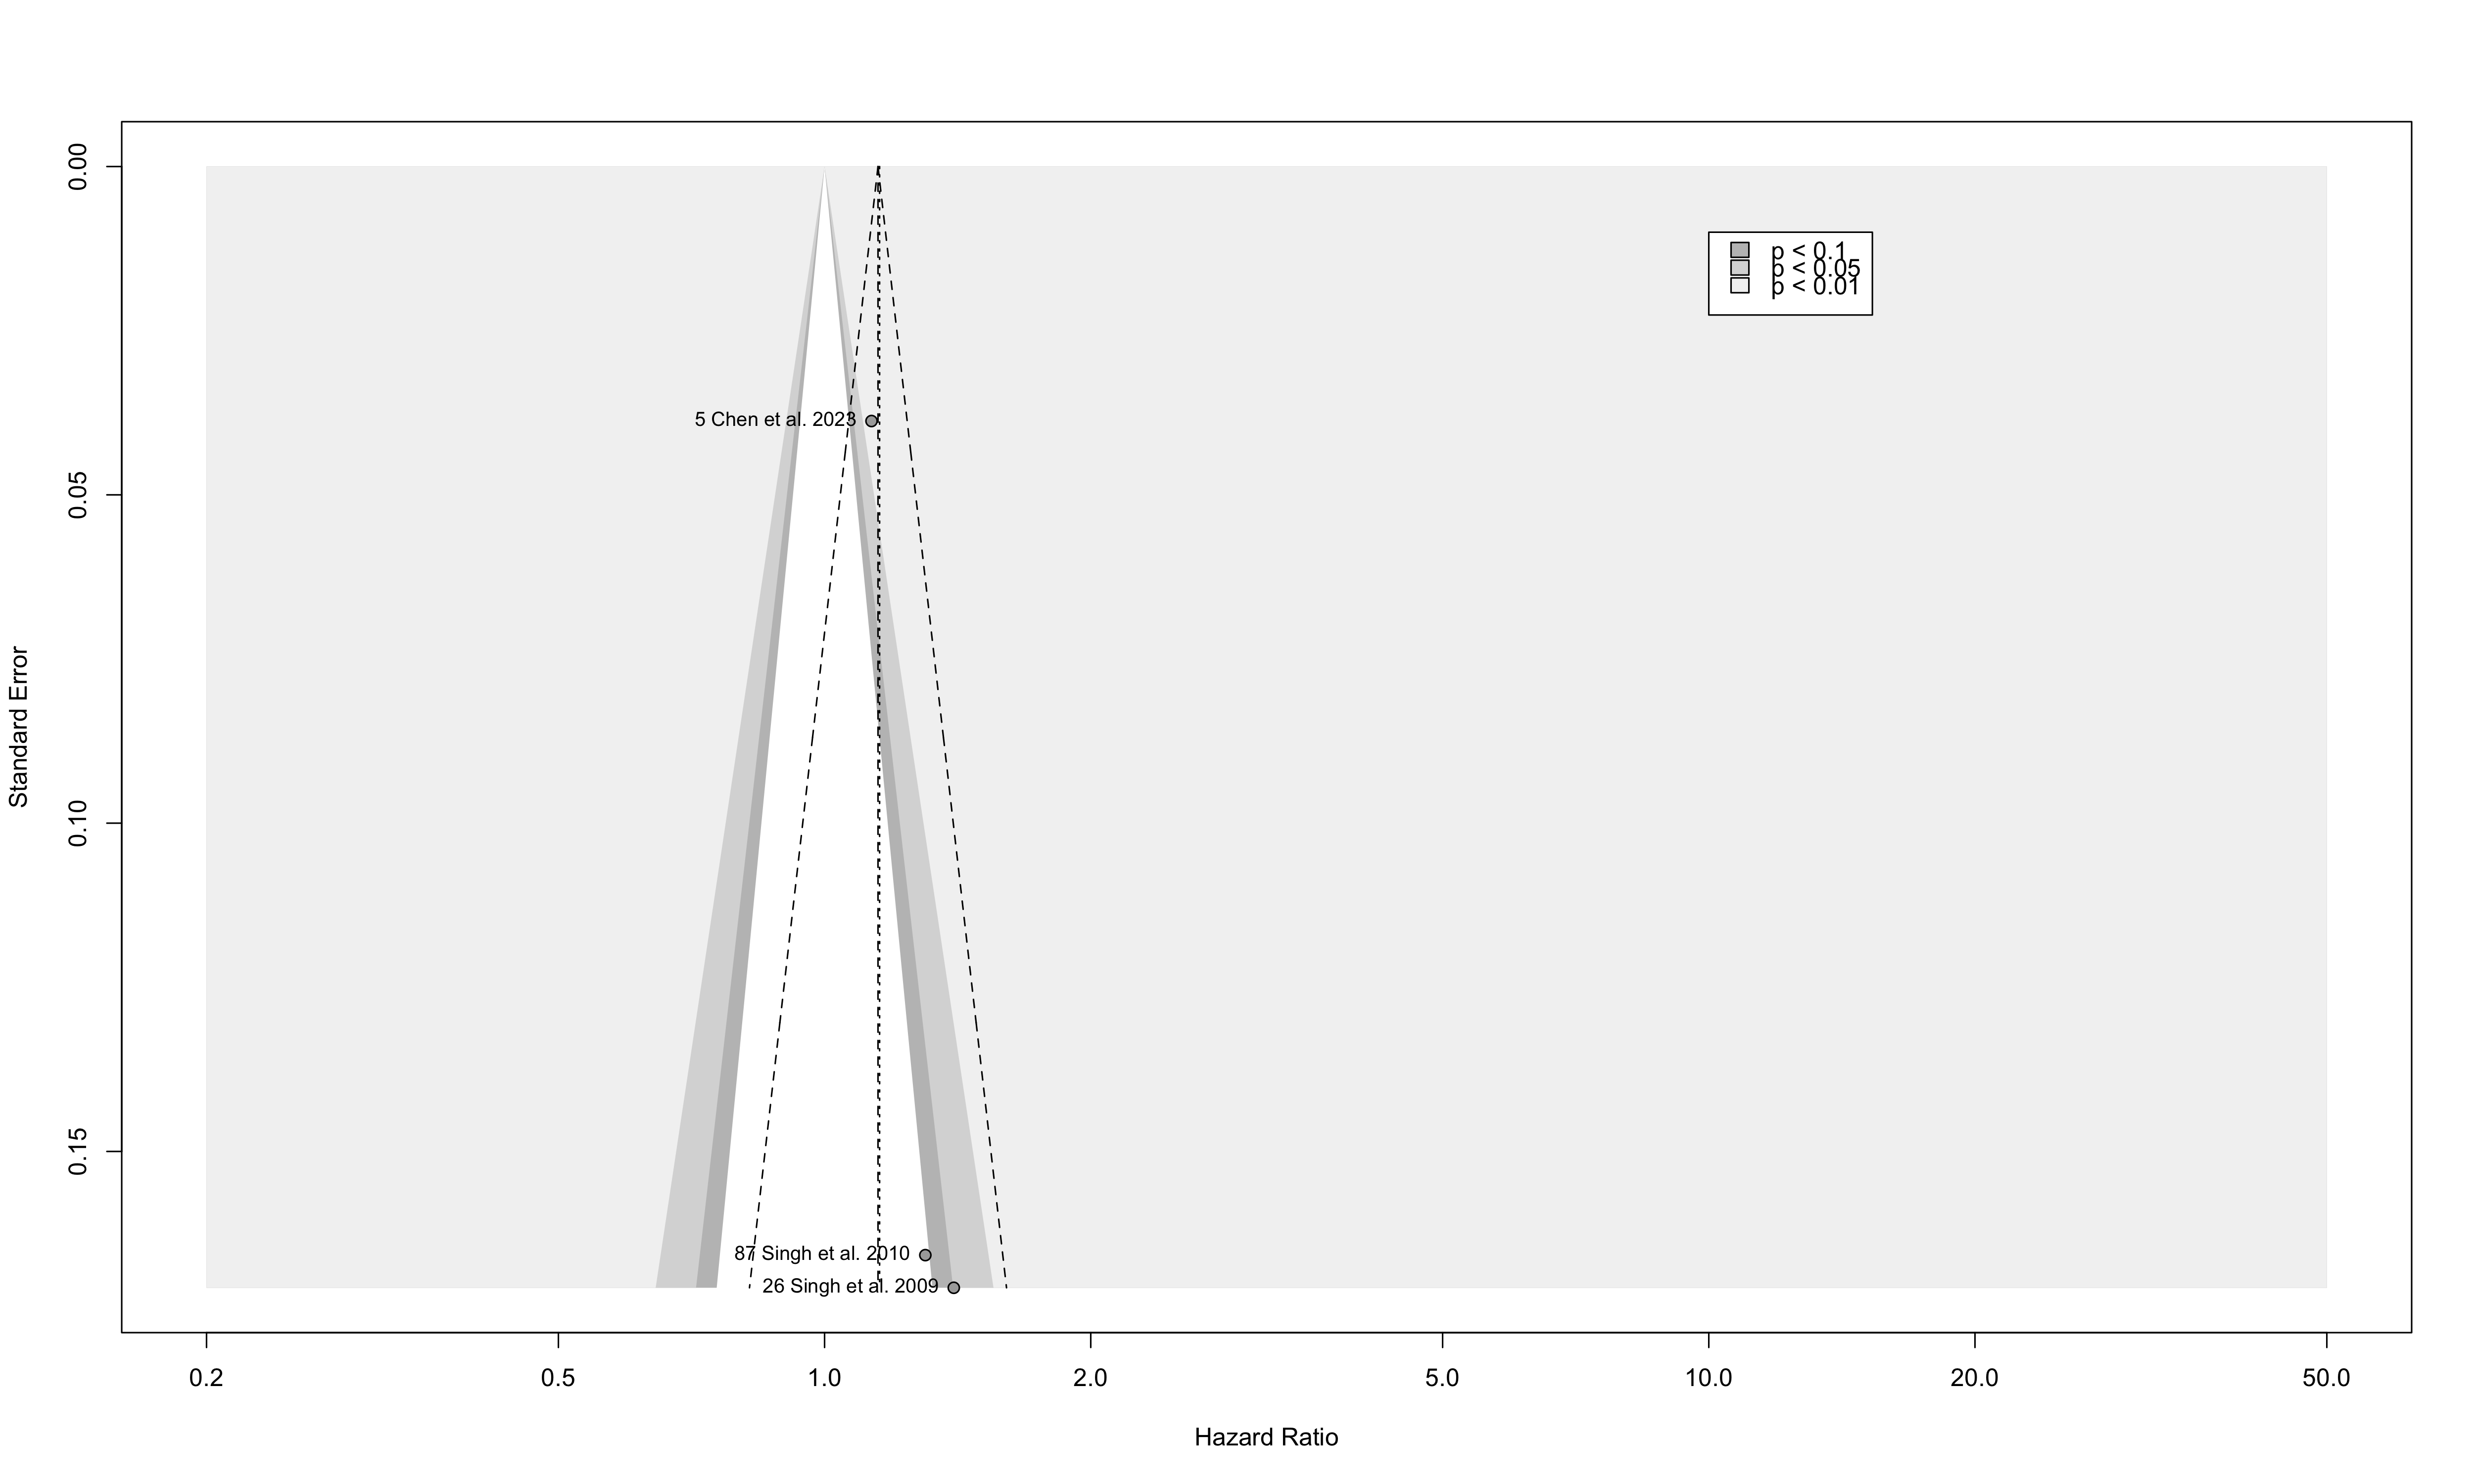 0.00
p < 0.1
p < 0.05
p < 0.01
5 Chen et al. 2023
0.05
Standard Error
0.10
0.15
87 Singh et al. 2010
26 Singh et al. 2009
0.2 0.5 1.0 2.0 5.0 10.0 20.0 50.0
Hazard Ratio